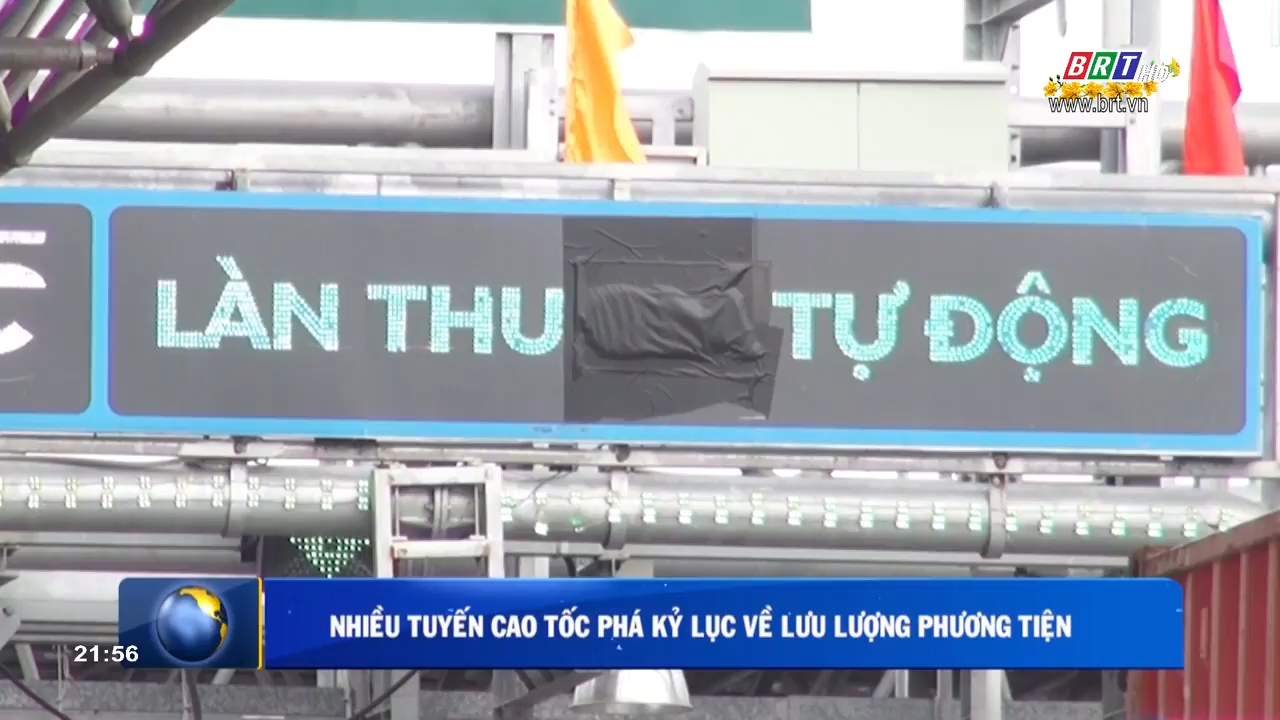 BRT HD
www.brt.vn
LÀN THU TỰ ĐỘNG
NHIỀU TUYẾN CAO TỐC PHÁ KỶ LỤC VỀ LƯU LƯỢNG PHƯƠNG TIỆN
21:56